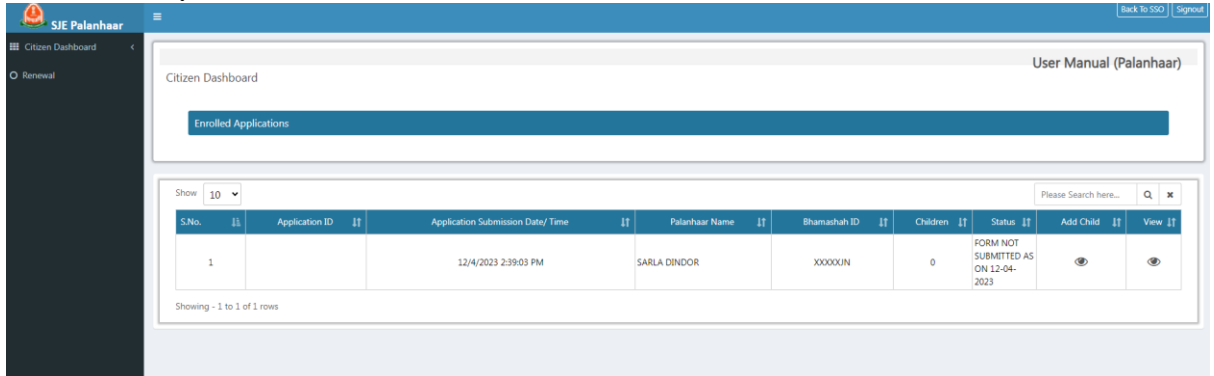 SJE Palanhaar
Back To SSO
Signout
Citizen Dashboard
Renewal
User Manual (Palanhaar)
Citizen Dashboard
Enrolled Applications
Show 10
Please Search here...
S.No. Application ID Application Submission Date/ Time Palanhaar Name Bhamashah ID Children Status Add Child View
1 12/4/2023 2:39:03 PM SARLA DINDOR XXXXXJN 0 FORM NOT
SUBMITTED AS
ON 12-04-
2023
Showing - 1 to 1 of 1 rows